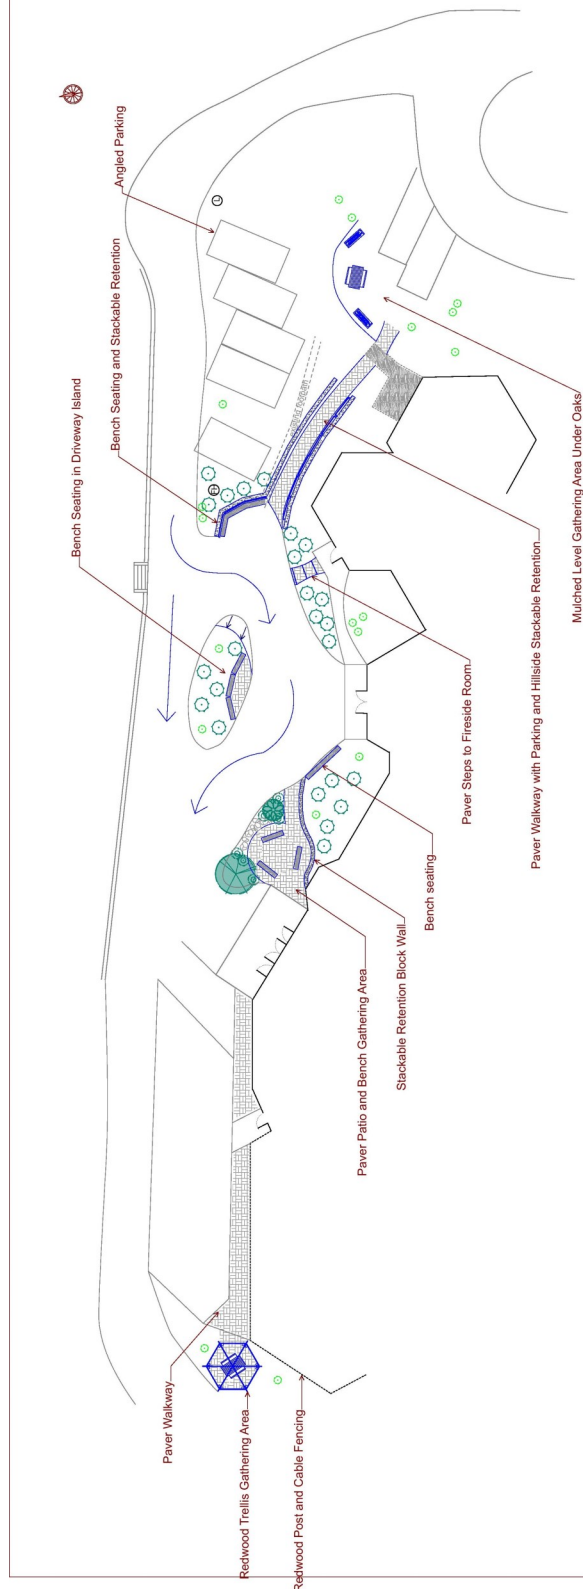 Bench Seating in Driveway Island
Bench Seating and Stackable Retention
Angled Parking
Paver Walkway
Redwood Trellis Gathering Area
Redwood Post and Cable Fencing
Paver Patio and Bench Gathering Area
Stackable Retention Block Wall
Bench seating
Paver Steps to Fireside Room
Paver Walkway with Parking and Hillside Stackable Retention
Mulched Level Gathering Area Under Oaks